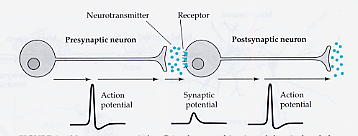 Neurotransmitter Receptor
Presynaptic neuron Postsynaptic neuron
Action potential
Synaptic potential
Action potential